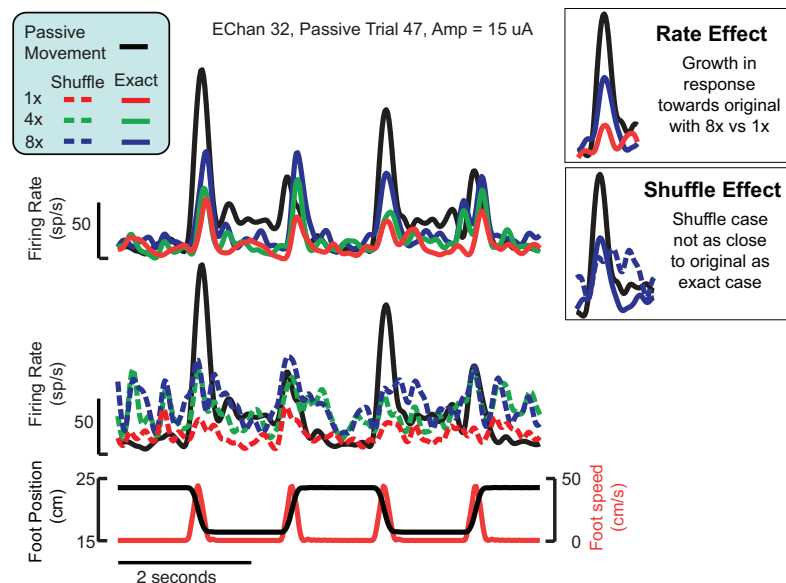 EChan 32, Passive Trial 47, Amp = 15 uA
Passive
Movement
Shuffle Exact
1x
4x
8x
Rate Effect
Growth in
response
towards original
with 8x vs 1x
Shuffle Effect
Shuffle case
not as close
to original as
exact case
Firing Rate
(sp/s)
50
Firing Rate
(sp/s)
50
Foot Position
(cm)
25
15
50
0
Foot speed
(cm/s)
2 seconds